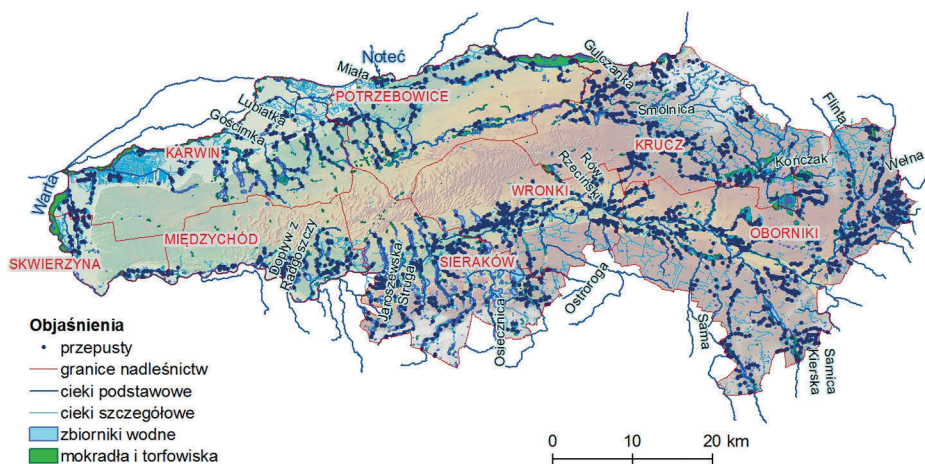 Noteć
Miała
Gulczanka
POTRZEBOWICE
Lubiatka
Gościmka
Smolnica
Flinta
KARWIN
KRUCZ
Kończak
Wełna
Warta
Rów
Rzeciński
WRONKI
MIĘDZYCHÓD
OBORNIKI
SKWIERZYNA
Dopływ z
Radgoszczy
Jaroszewska
Struga
SIERAKÓW
Osiecznica
Ostroroga
Sama
Samica
Kierska
Objaśnienia
przepusty
granice nadleśnictw
cieki podstawowe
cieki szczegółowe
zbiorniki wodne
mokradła i torfowiska
0 10 20 km